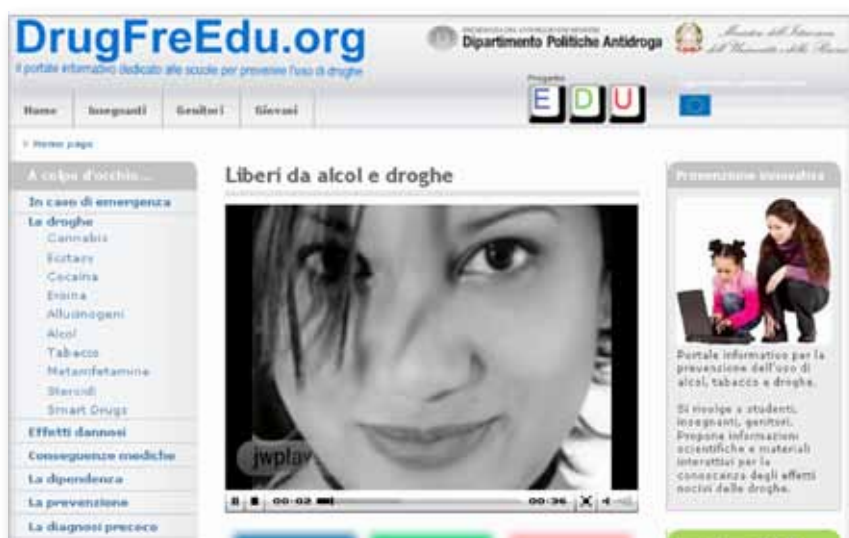 DrugFreEdu.org
Il portale informativo dedicato alle scuole per prevenire l'uso di droghe
Dipartimento Politiche Antidroga
Progetto
E D U
Home
Insegnanti
Genitori
Giovani
Home page
A colpo d'occhio...
In caso di emergenza
Le droghe
Cannabis
Ecstasy
Cocaina
Eroina
Allucinogeni
Alcol
Tabacco
Metamfetamine
Steroidi
Smart Drugs
Effetti dannosi
Conseguenze mediche
La dipendenza
La prevenzione
La diagnosi precoce
Liberi da alcol e droghe
jwplay
00:02
00:36
Prevenzione innovativa
Portale informativo per la
prevenzione dell'uso di
alcol, tabacco e droghe.
Si rivolge a studenti,
insegnanti, genitori.
Propone informazioni
scientifiche e materiali
interattivi per la
conoscenza degli effetti
nocivi delle droghe.